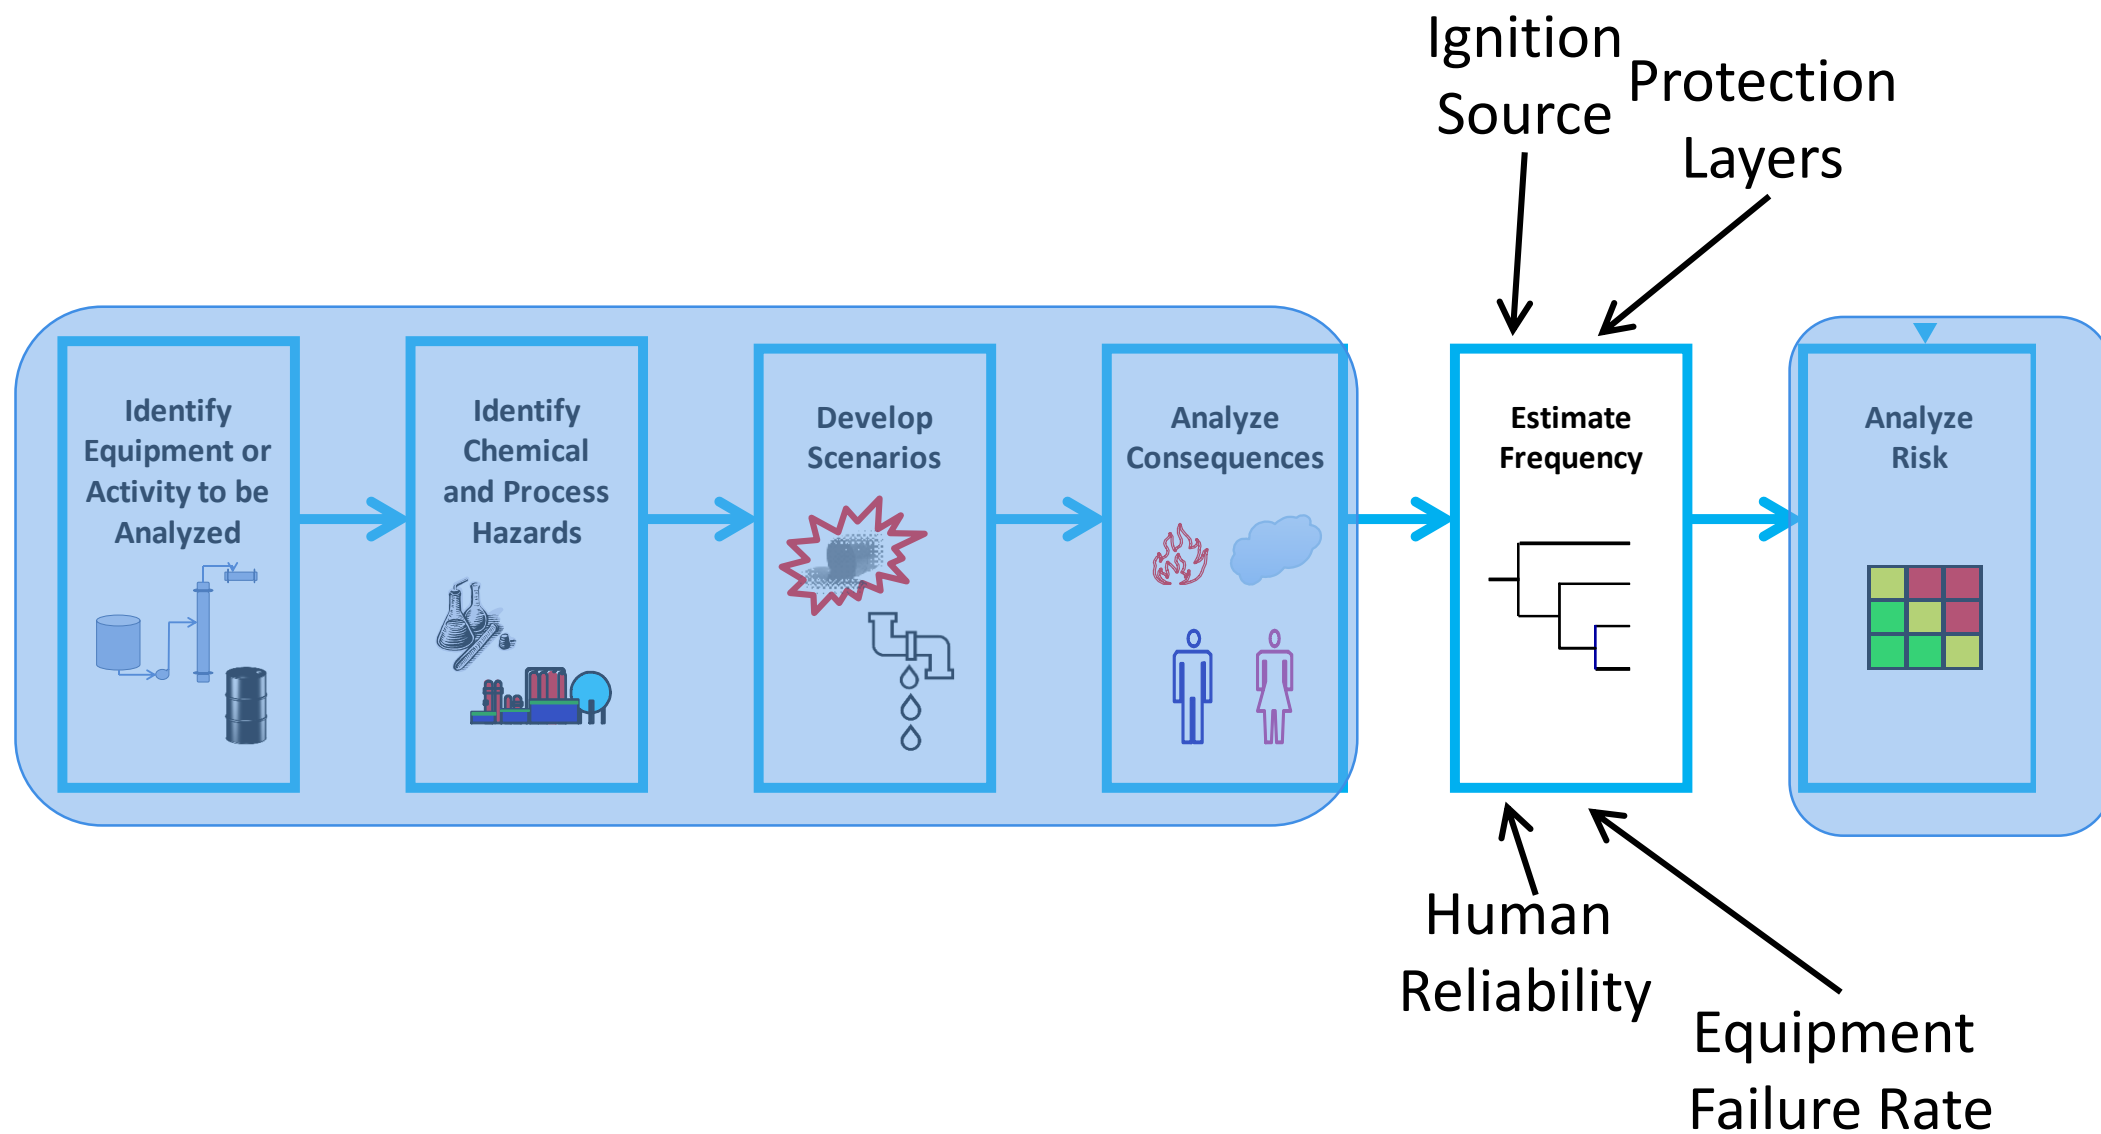 Ignition
Source
Protection
Layers
Identify
Equipment or
Activity to be
Analyzed
Identify
Chemical
and Process
Hazards
Develop
Scenarios
Analyze
Consequences
Estimate
Frequency
Analyze
Risk
Human
Reliability
Equipment
Failure Rate